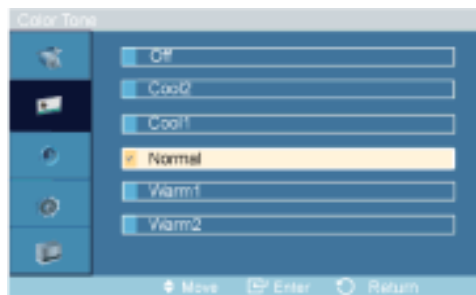 Color Tone
Off
Cool2
Cool1
Normal
Warm1
Warm2
Move Enter Return